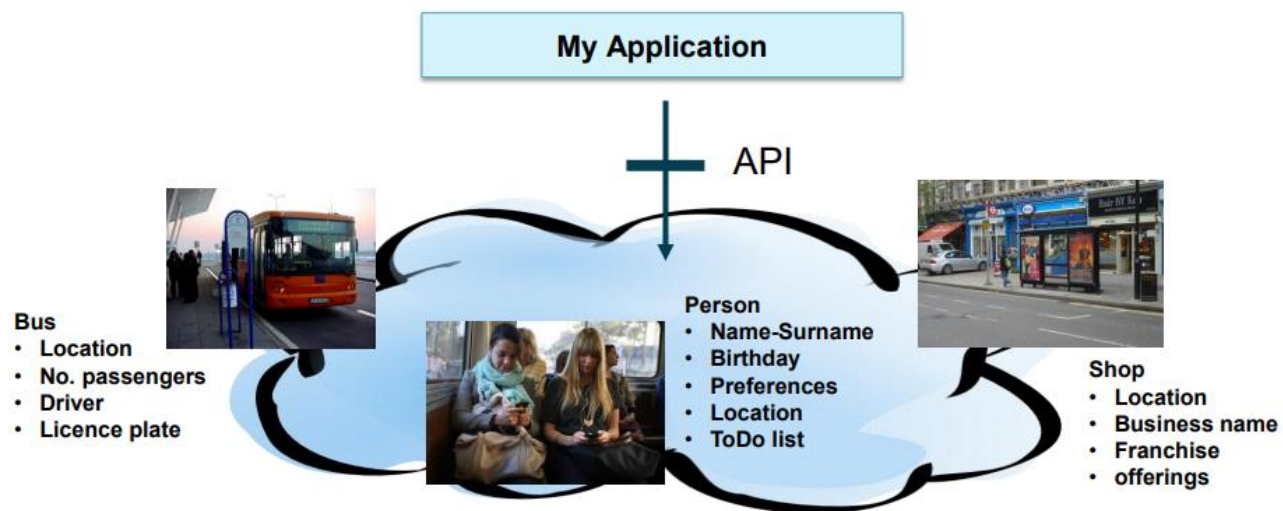 My Application
API
Bus
• Location
• No. passengers
• Driver
• Licence plate
Person
• Name-Surname
• Birthday
• Preferences
• Location
• ToDo list
Shop
• Location
• Business name
• Franchise
• offerings